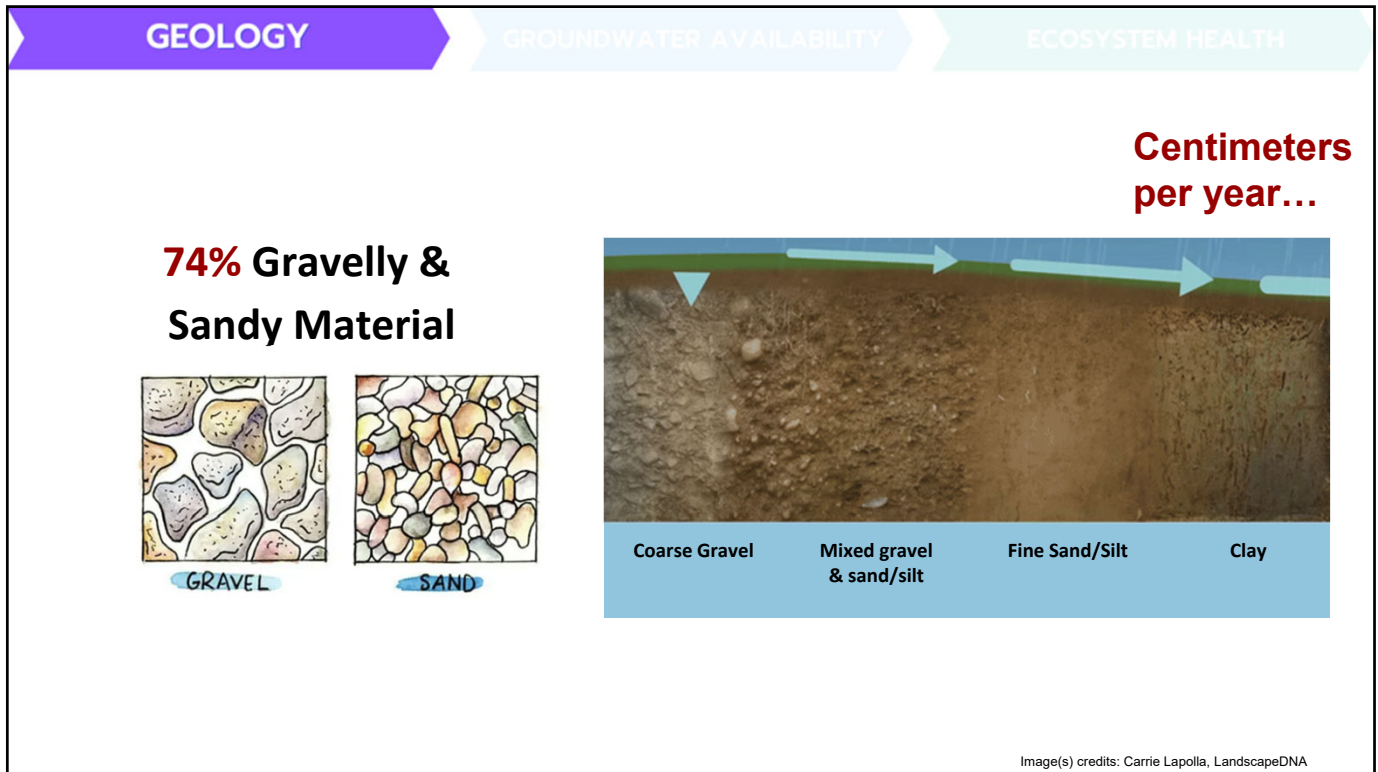 GEOLOGY
GROUNDWATER AVAILABILITY
ECOSYSTEM HEALTH
Centimeters
per year…
74% Gravelly &
Sandy Material
GRAVEL
SAND
Coarse Gravel
Mixed gravel
& sand/silt
Fine Sand/Silt
Clay
Image(s) credits: Carrie Lapolla, LandscapeDNA